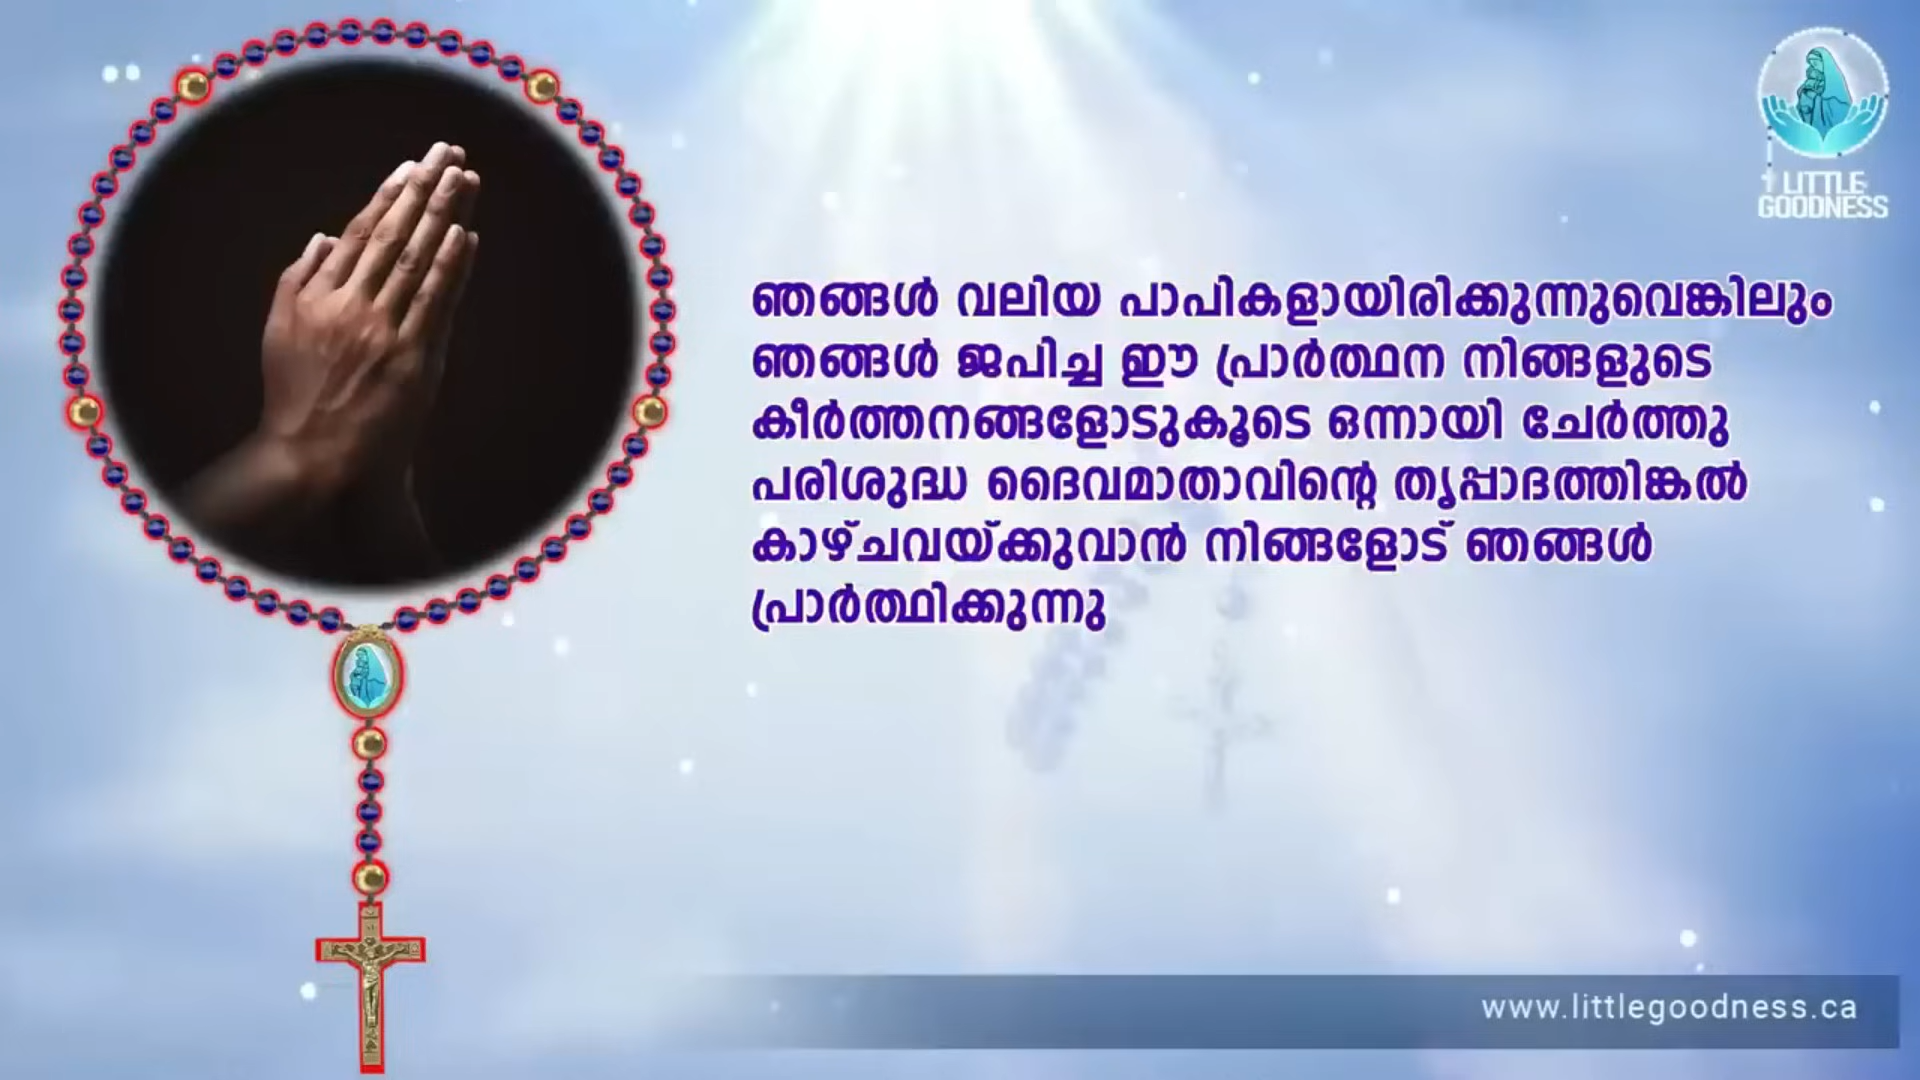 LITTLE
GOODNESS
ഞങ്ങൾ വലിയ പാപികളായിരിക്കുന്നുവെങ്കിലും
ഞങ്ങൾ ജപിച്ച ഈ പ്രാർത്ഥന നിങ്ങളുടെ
കീർത്തനങ്ങളോടുകൂടെ ഒന്നായി ചേർത്തു
പരിശുദ്ധ ദൈവമാതാവിന്റെ തൃപ്പാദത്തിങ്കൽ
കാഴ്ചവയ്ക്കുവാൻ നിങ്ങളോട് ഞങ്ങൾ
പ്രാർത്ഥിക്കുന്നു
www.littlegoodness.ca